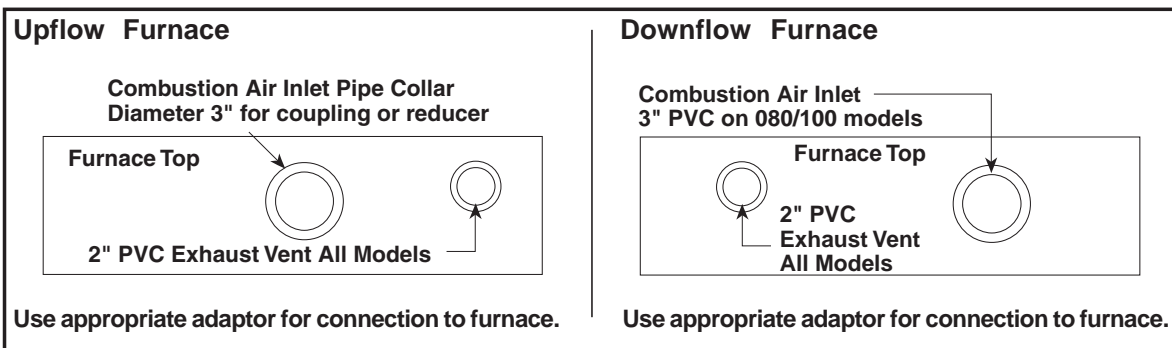 Upflow Furnace
Combustion Air Inlet Pipe Collar
Diameter 3" for coupling or reducer
Furnace Top
2" PVC Exhaust Vent All Models
Use appropriate adaptor for connection to furnace.
Downflow Furnace
Combustion Air Inlet
3" PVC on 080/100 models
Furnace Top
2" PVC
Exhaust Vent
All Models
Use appropriate adaptor for connection to furnace.